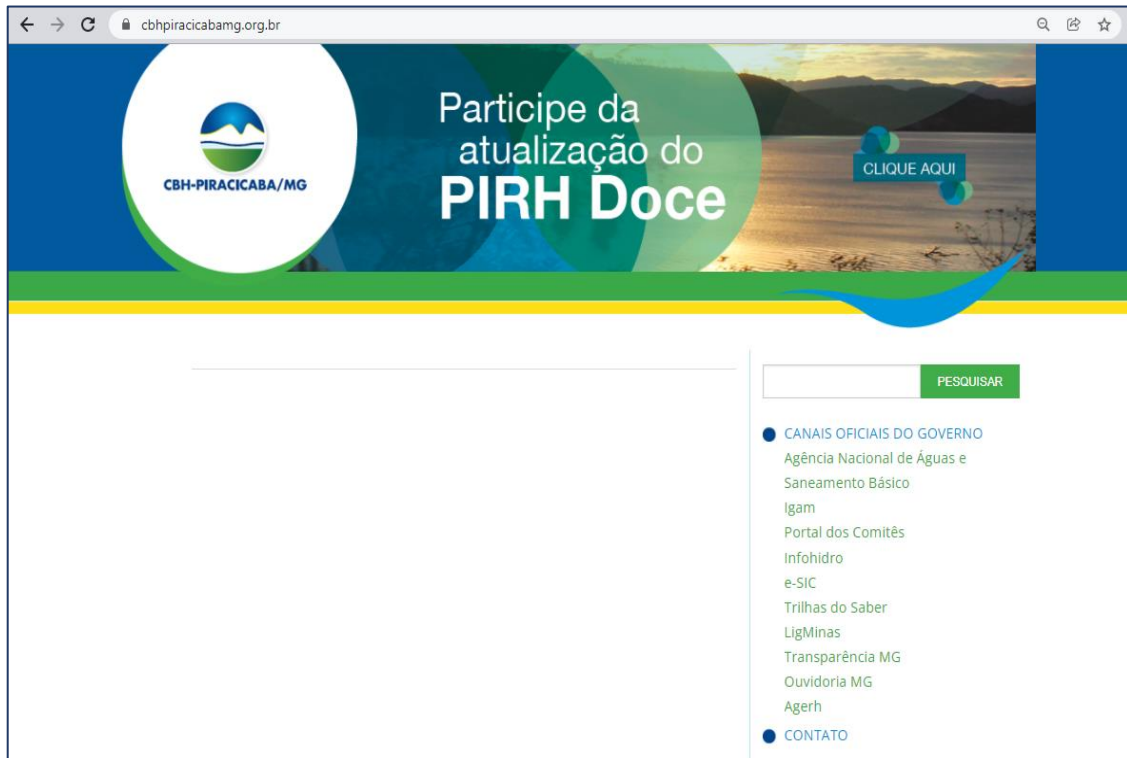 cbhpiracicabamg.org.br
CBH-PIRACICABA/MG
Participe da
atualização do
PIRH Doce
CLIQUE AQUI
PESQUISAR
CANAIS OFICIAIS DO GOVERNO
Agência Nacional de Águas e
Saneamento Básico
Igam
Portal dos Comitês
Infohidro
e-SIC
Trilhas do Saber
LigMinas
Transparência MG
Ouvidoria MG
Agerh
CONTATO